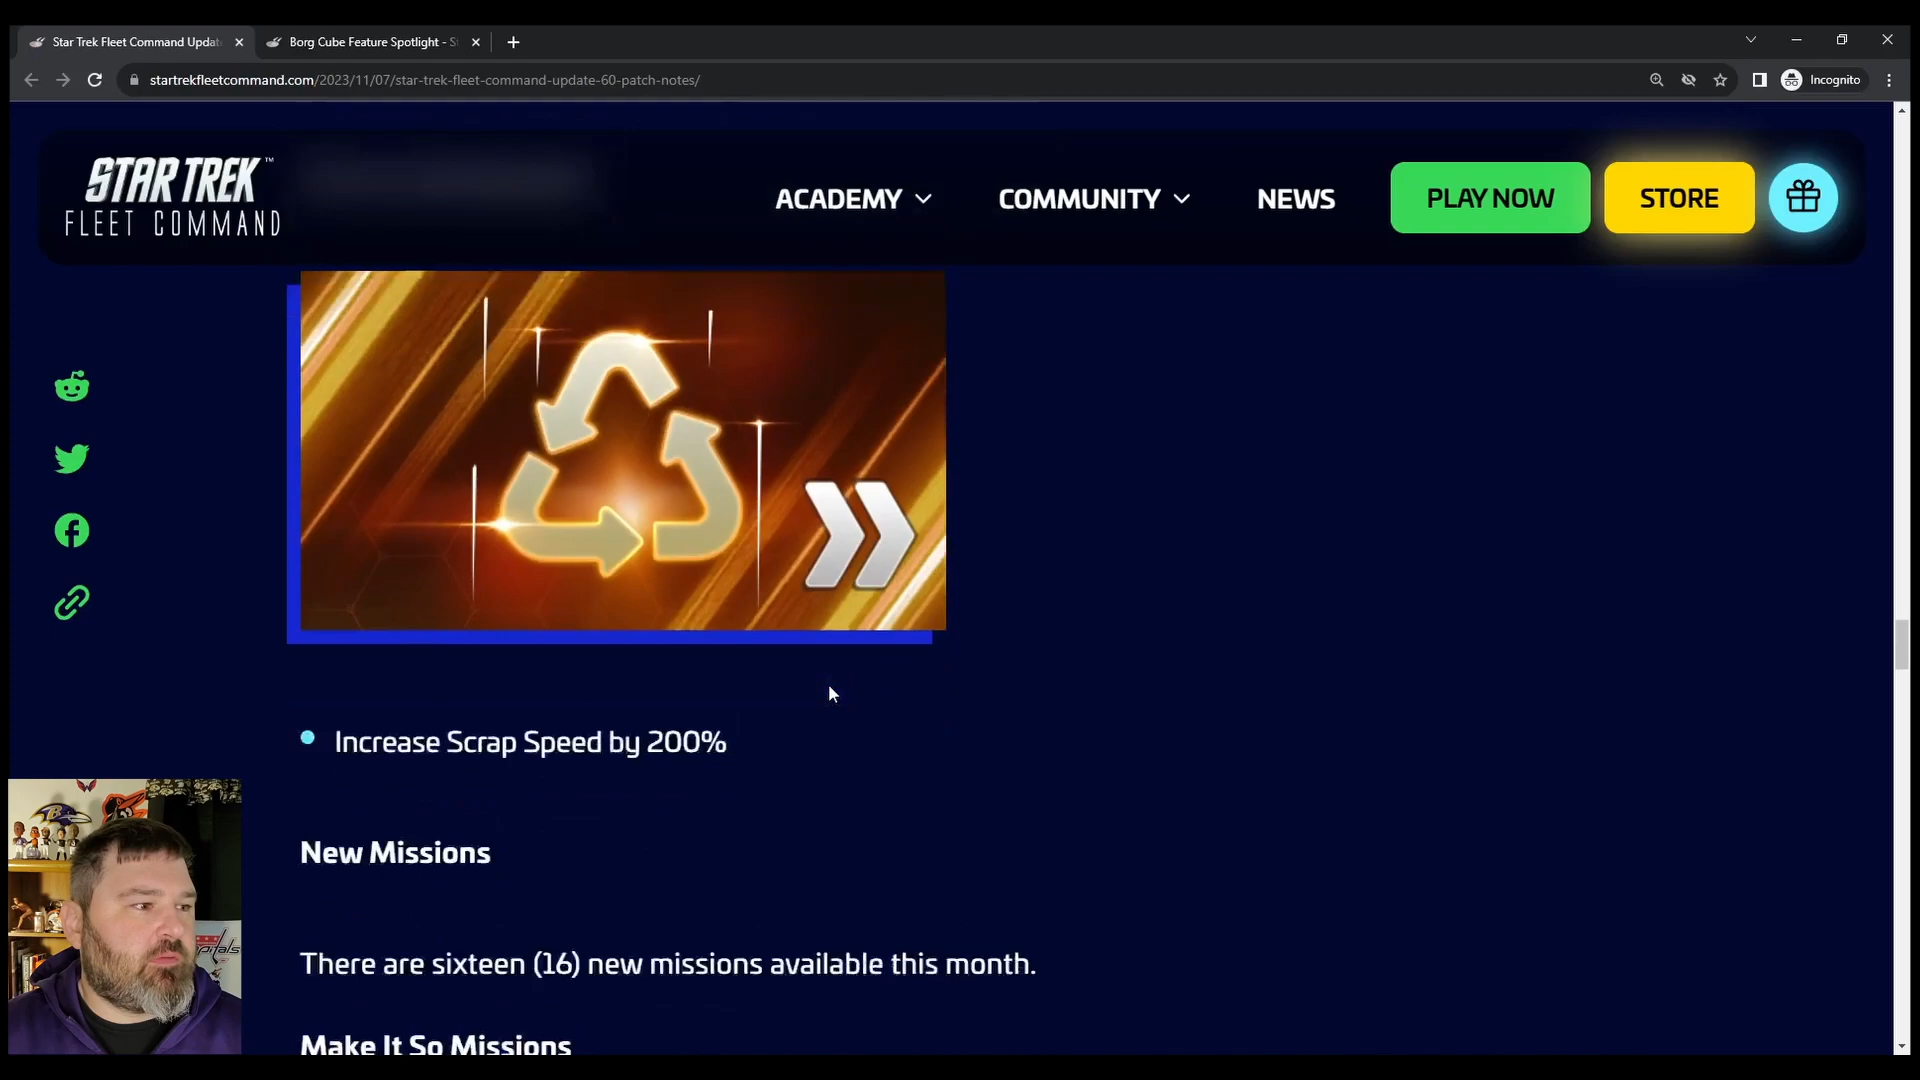 Star Trek Fleet Command Updat
Borg Cube Feature Spotlight - S
startrekfleetcommand.com/2023/11/07/star-trek-fleet-command-update-60-patch-notes/
Incognito
STAR TREK™
FLEET COMMAND
ACADEMY
COMMUNITY
NEWS
PLAY NOW
STORE
Increase Scrap Speed by 200%
New Missions
There are sixteen (16) new missions available this month.
Make It So Missions